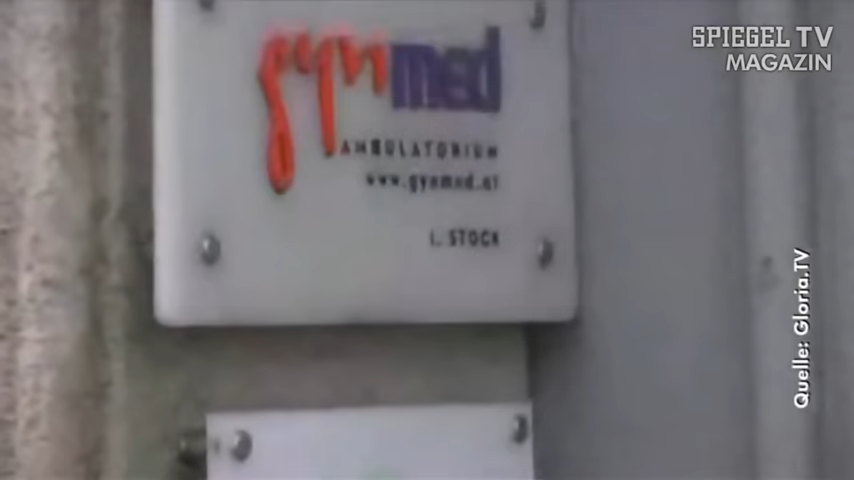 SPIEGEL TV
MAGAZIN
gynmed
AMBULATORIUM
www.gynmed.at
1. STOCK
Quelle: Gloria.TV